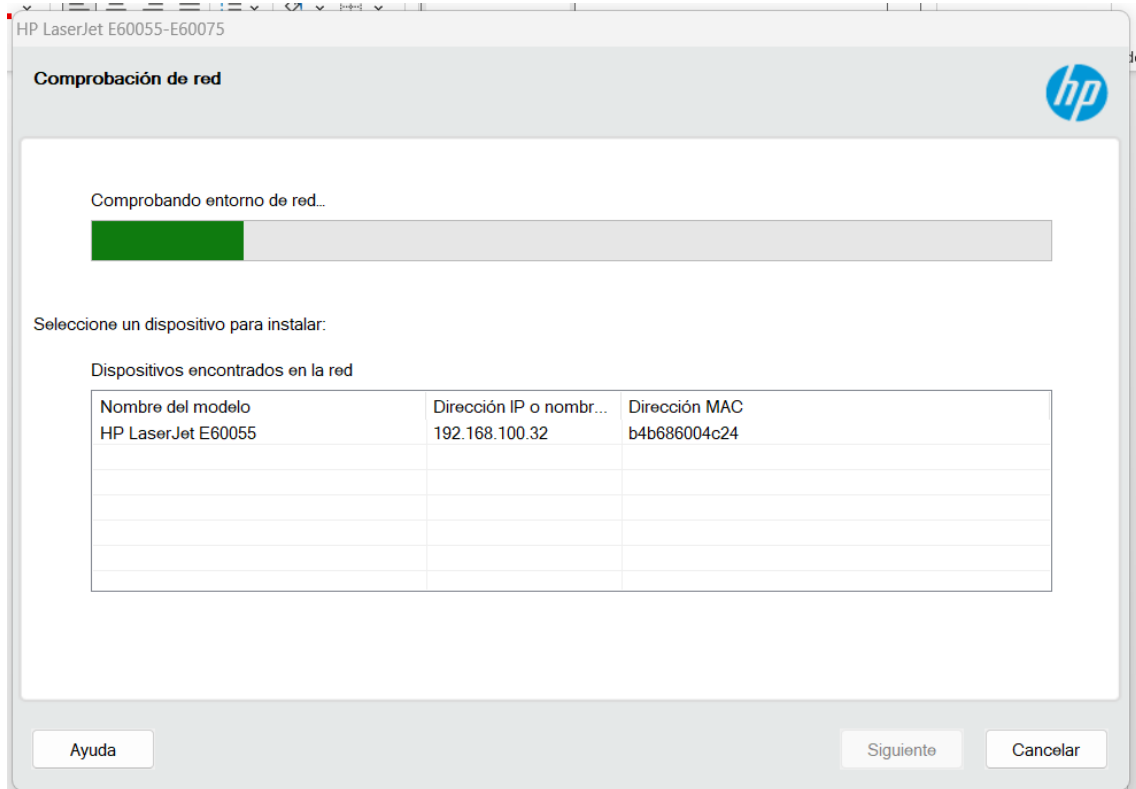 HP LaserJet E60055-E60075
Comprobación de red
hp
Comprobando entorno de red...
Seleccione un dispositivo para instalar:
Dispositivos encontrados en la red
Nombre del modelo Dirección IP o nombr... Dirección MAC
HP LaserJet E60055 192.168.100.32 b4b686004c24
Ayuda Siguiente Cancelar